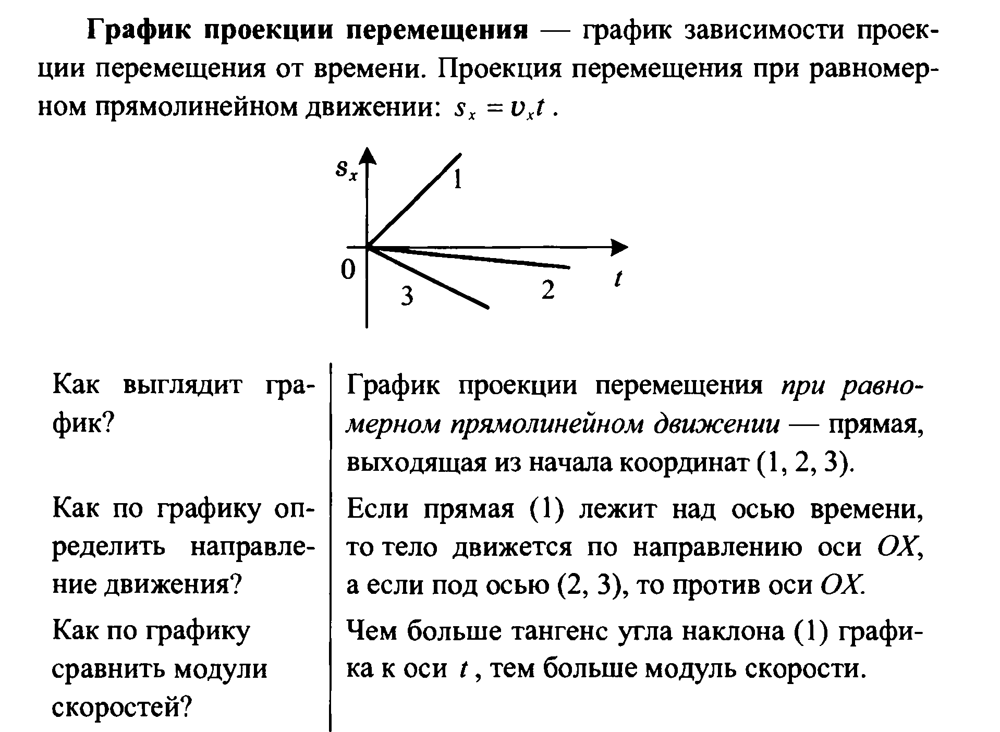 График проекции перемещения — график зависимости проек-
ции перемещения от времени. Проекция перемещения при равномер-
ном прямолинейном движении: sₓ = υₓt .
sₓ
1
0
3
2
t
Как выглядит гра-
фик?
График проекции перемещения при равно-
мерном прямолинейном движении — прямая,
выходящая из начала координат (1, 2, 3).
Как по графику оп-
ределить направле-
ние движения?
Если прямая (1) лежит над осью времени,
то тело движется по направлению оси OX,
а если под осью (2, 3), то против оси OX.
Как по графику
сравнить модули
скоростей?
Чем больше тангенс угла наклона (1) графи-
ка к оси t , тем больше модуль скорости.